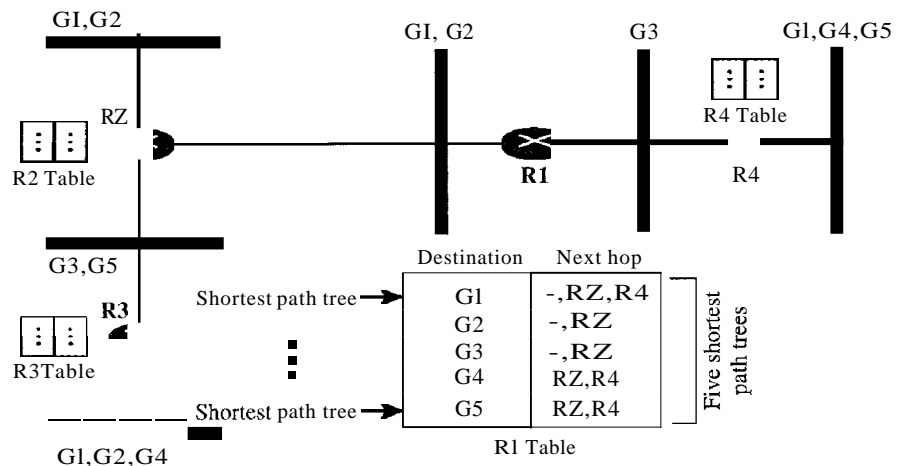 GI, G2
GI, G2
G3
Gl,G4,G5
RZ
R4 Table
R2 Table
R1
R4
G3,G5
Destination Next hop
Shortest path tree G1 -,RZ,R4
G2 -,RZ
R3
G3 -,RZ
R3Table
G4 RZ,R4
Shortest path tree G5 RZ,R4
Five shortest
path trees
R1 Table
Gl,G2,G4